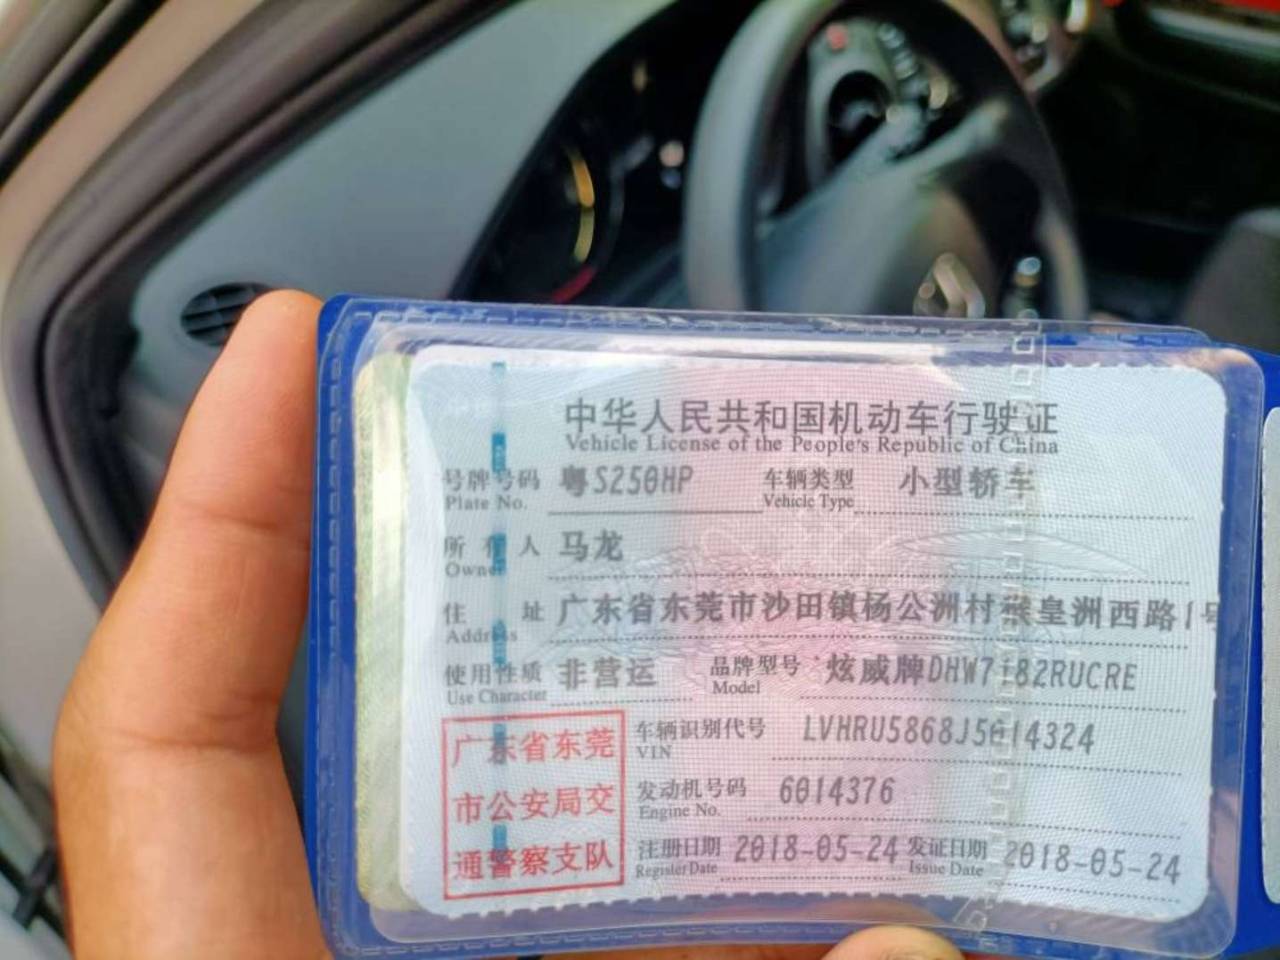 中华人民共和国机动车行驶证
Vehicle License of the People's Republic of China
号牌号码 粤S250HP 车辆类型 小型轿车
Plate No. Vehicle Type
所有人 马龙
Owner
住址 广东省东莞市沙田镇杨公洲村 皇洲西路1号
Address
使用性质 非营运 品牌型号 炫威牌DHW7182RUCRE
Use Character Model
车辆识别代号 LVHRU5868J5014324
VIN
发动机号码 6014376
Engine No.
注册日期 2018-05-24 发证日期 2018-05-24
Register Date Issue Date
广东省东莞
市公安局交
通警察支队